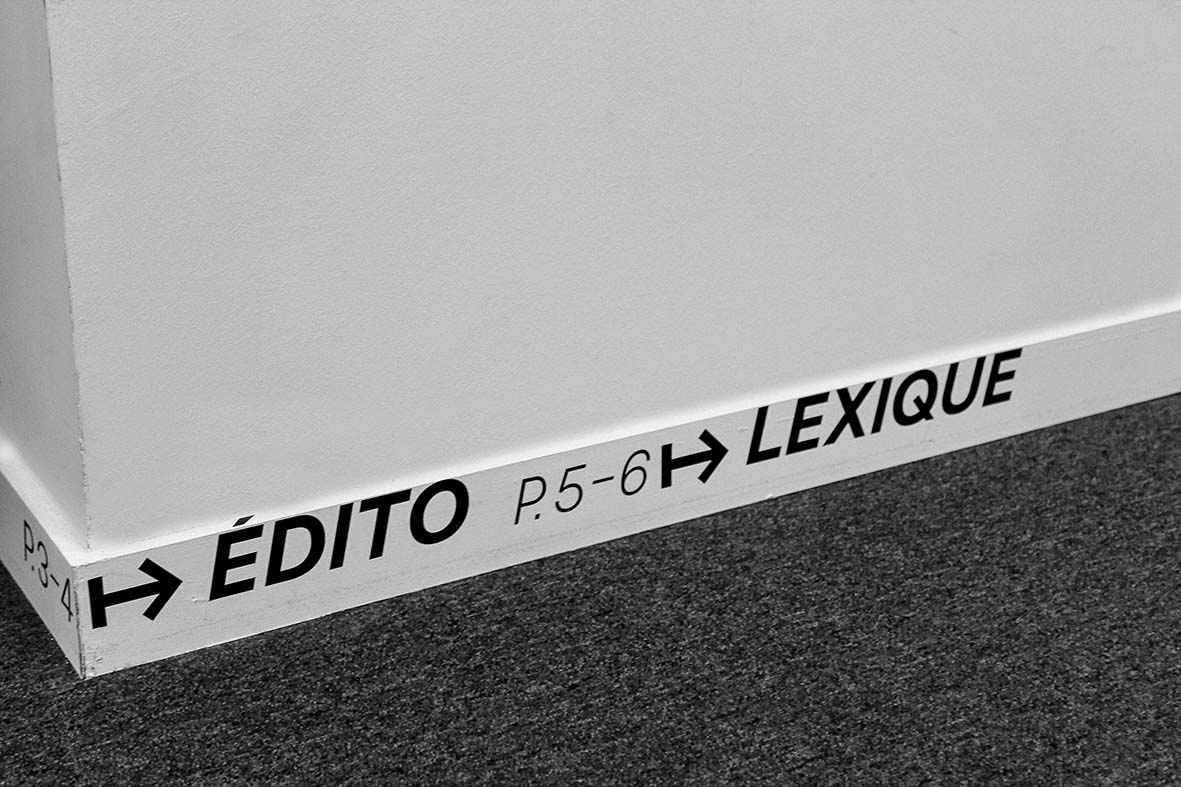 P.3-4 ↦ ÉDITO P.5-6 ↦ LEXIQUE